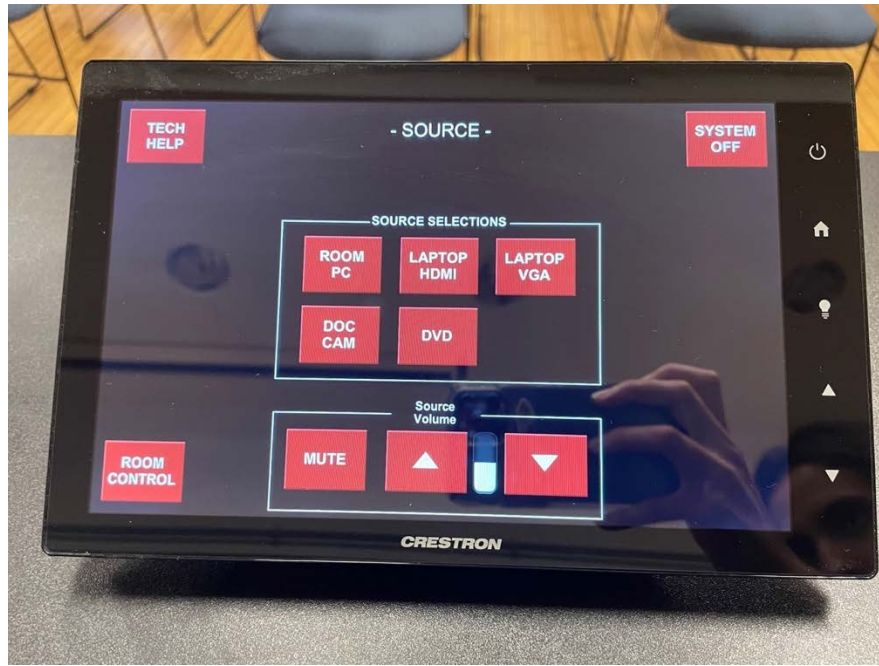 TECH
HELP
- SOURCE -
SYSTEM
OFF
SOURCE SELECTIONS
ROOM
PC
LAPTOP
HDMI
LAPTOP
VGA
DOC
CAM
DVD
Source
Volume
MUTE
ROOM
CONTROL
CRESTRON